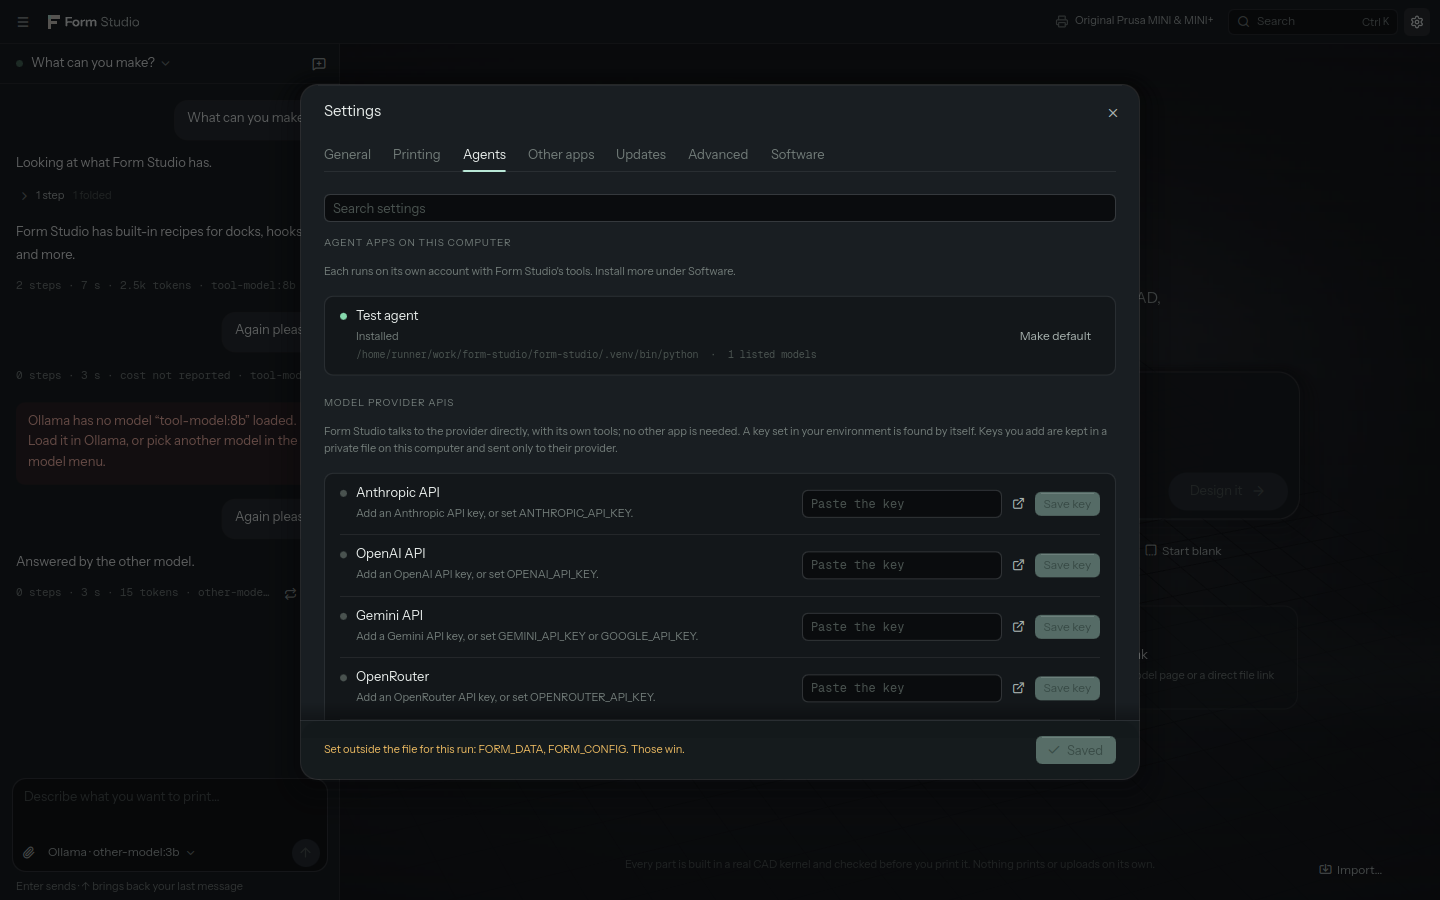 Form Studio
Original Prusa MINI & MINI+
Search
Ctrl K
What can you make?
What can you make
Looking at what Form Studio has.
1 step 1 folded
Form Studio has built-in recipes for docks, hooks
and more.
2 steps · 7 s · 2.5k tokens · tool-model:8b
Again pleas
0 steps · 3 s · cost not reported · tool-mod
Ollama has no model “tool-model:8b” loaded.
Load it in Ollama, or pick another model in the
model menu.
Again pleas
Answered by the other model.
0 steps · 3 s · 15 tokens · other-mode…
Describe what you want to print...
Ollama · other-model:3b
Enter sends · ↑ brings back your last message
Settings
General
Printing
Agents
Other apps
Updates
Advanced
Software
Search settings
AGENT APPS ON THIS COMPUTER
Each runs on its own account with Form Studio's tools. Install more under Software.
Test agent
Installed
/home/runner/work/form-studio/form-studio/.venv/bin/python · 1 listed models
Make default
MODEL PROVIDER APIS
Form Studio talks to the provider directly, with its own tools; no other app is needed. A key set in your environment is found by itself. Keys you add are kept in a
private file on this computer and sent only to their provider.
Anthropic API
Add an Anthropic API key, or set ANTHROPIC_API_KEY.
Paste the key
Save key
OpenAI API
Add an OpenAI API key, or set OPENAI_API_KEY.
Paste the key
Save key
Gemini API
Add a Gemini API key, or set GEMINI_API_KEY or GOOGLE_API_KEY.
Paste the key
Save key
OpenRouter
Add an OpenRouter API key, or set OPENROUTER_API_KEY.
Paste the key
Save key
Set outside the file for this run: FORM_DATA, FORM_CONFIG. Those win.
Saved
AD,
Design it
Start blank
nk
del page or a direct file link
Every part is built in a real CAD kernel and checked before you print it. Nothing prints or uploads on its own.
Import...